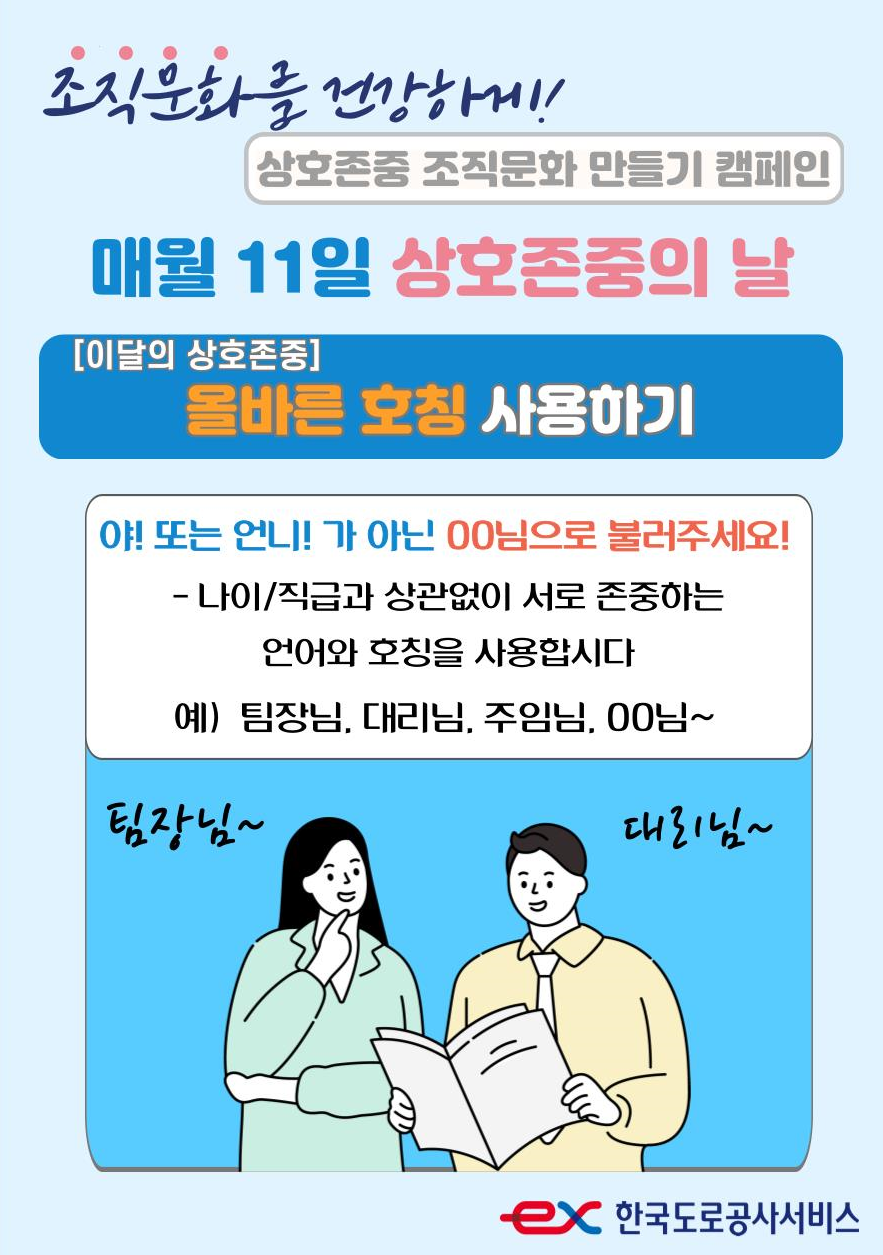 조직문화를 건강하게!
상호존중 조직문화 만들기 캠페인
매월 11일 상호존중의 날
[이달의 상호존중]
올바른 호칭 사용하기
야! 또는 언니! 가 아닌 OO님으로 불러주세요!
- 나이/직급과 상관없이 서로 존중하는
언어와 호칭을 사용합시다
예) 팀장님, 대리님, 주임님, OO님~
팀장님~
대리님~
ex 한국도로공사서비스